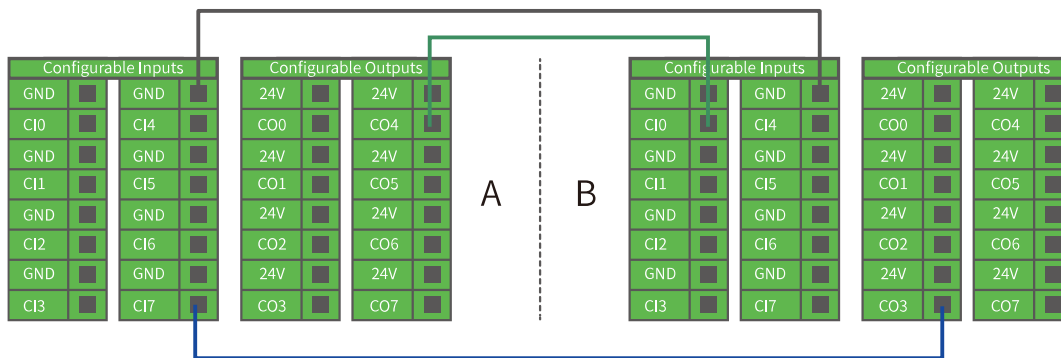 Configurable Inputs Configurable Outputs Configurable Inputs Configurable Outputs
GND GND 24V 24V GND GND 24V 24V
CI0 CI4 CO0 CO4 CI0 CI4 CO0 CO4
GND GND 24V 24V GND GND 24V 24V
CI1 CI5 CO1 CO5 A B CI1 CI5 CO1 CO5
GND GND 24V 24V GND GND 24V 24V
CI2 CI6 CO2 CO6 CI2 CI6 CO2 CO6
GND GND 24V 24V GND GND 24V 24V
CI3 CI7 CO3 CO7 CI3 CI7 CO3 CO7